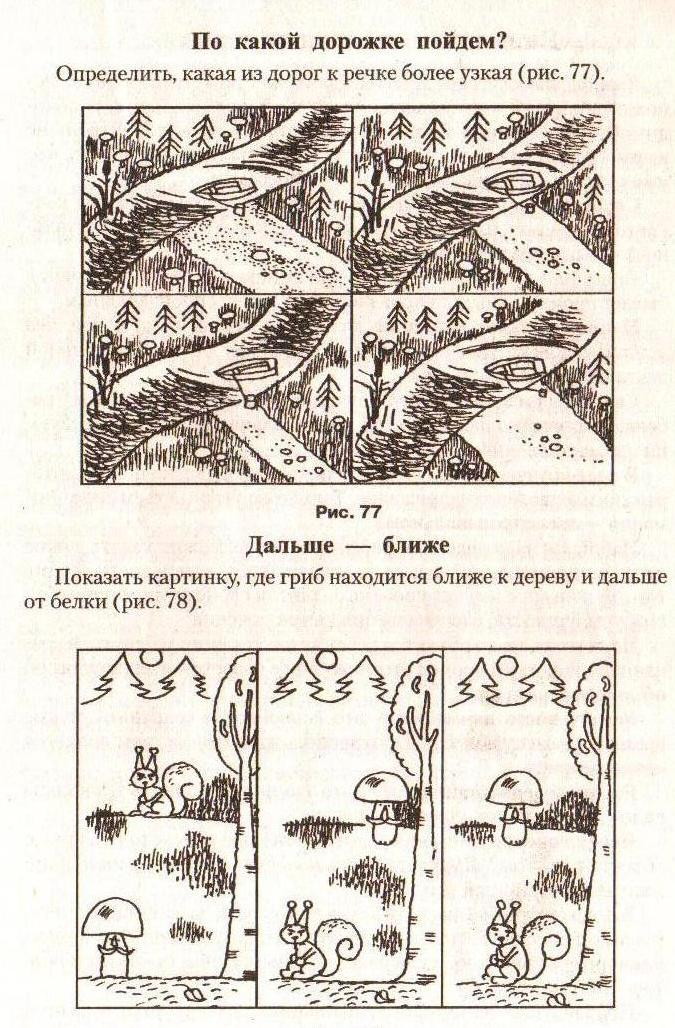 По какой дорожке пойдем?
Определить, какая из дорог к речке более узкая (рис. 77).
Рис. 77
Дальше — ближе
Показать картинку, где гриб находится ближе к дереву и дальше
от белки (рис. 78).